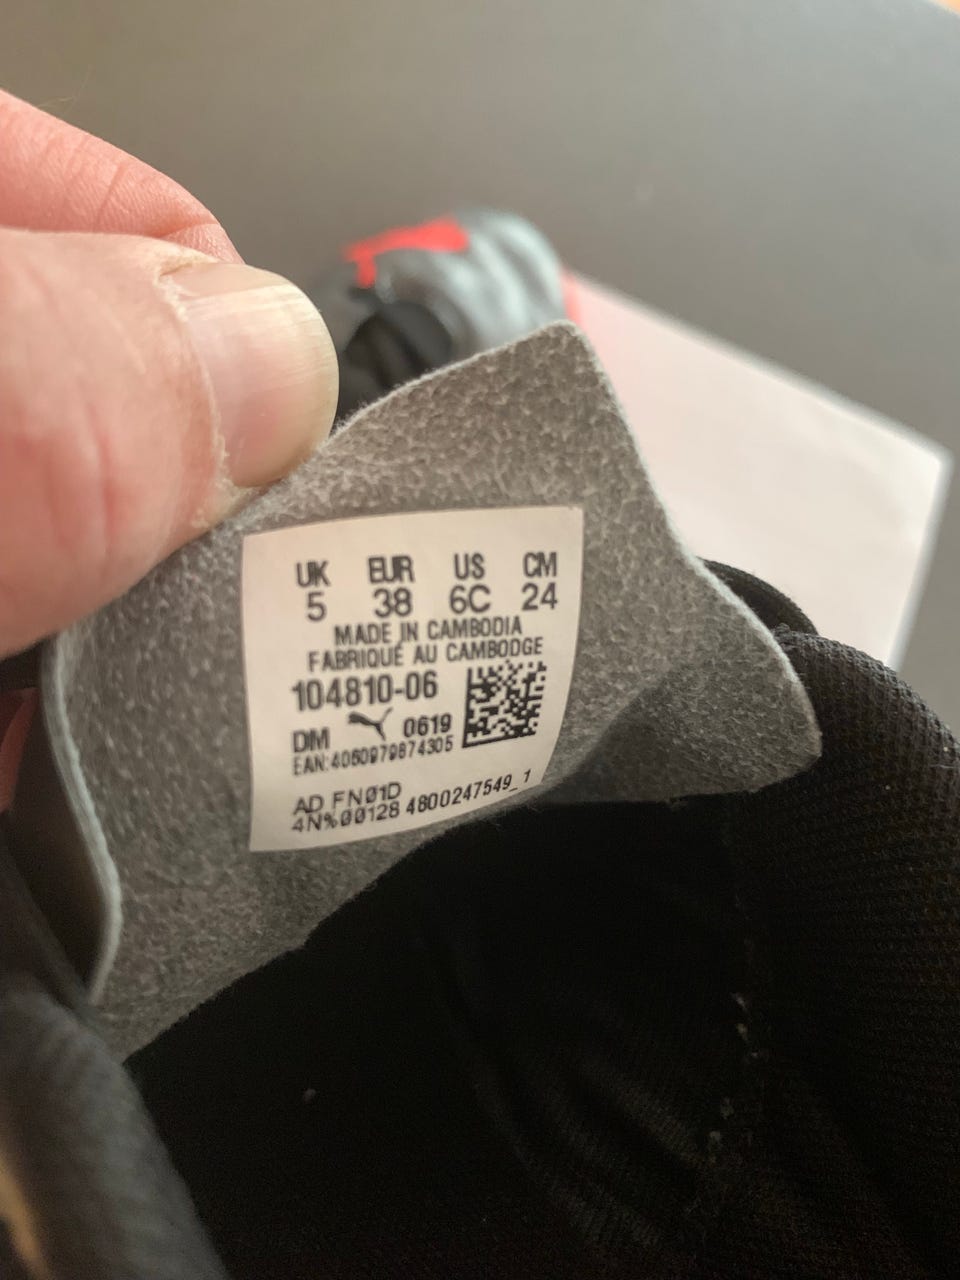 UK EUR US CM
5 38 6C 24
MADE IN CAMBODIA
FABRIQUÉ AU CAMBODGE
104810-06
DM 0619
EAN:4060979874305
AD FN01D
4N%00128 4800247549_1